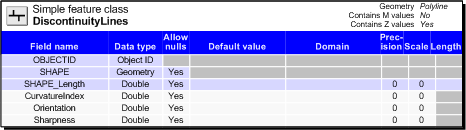 Simple feature class
DiscontinuityLines
Geometry Polyline
Contains M values No
Contains Z values Yes
Field name Data type Allow nulls Default value Domain Prec-ision Scale Length
OBJECTID Object ID
SHAPE Geometry Yes
SHAPE_Length Double Yes 0 0
CurvatureIndex Double Yes 0 0
Orientation Double Yes 0 0
Sharpness Double Yes 0 0